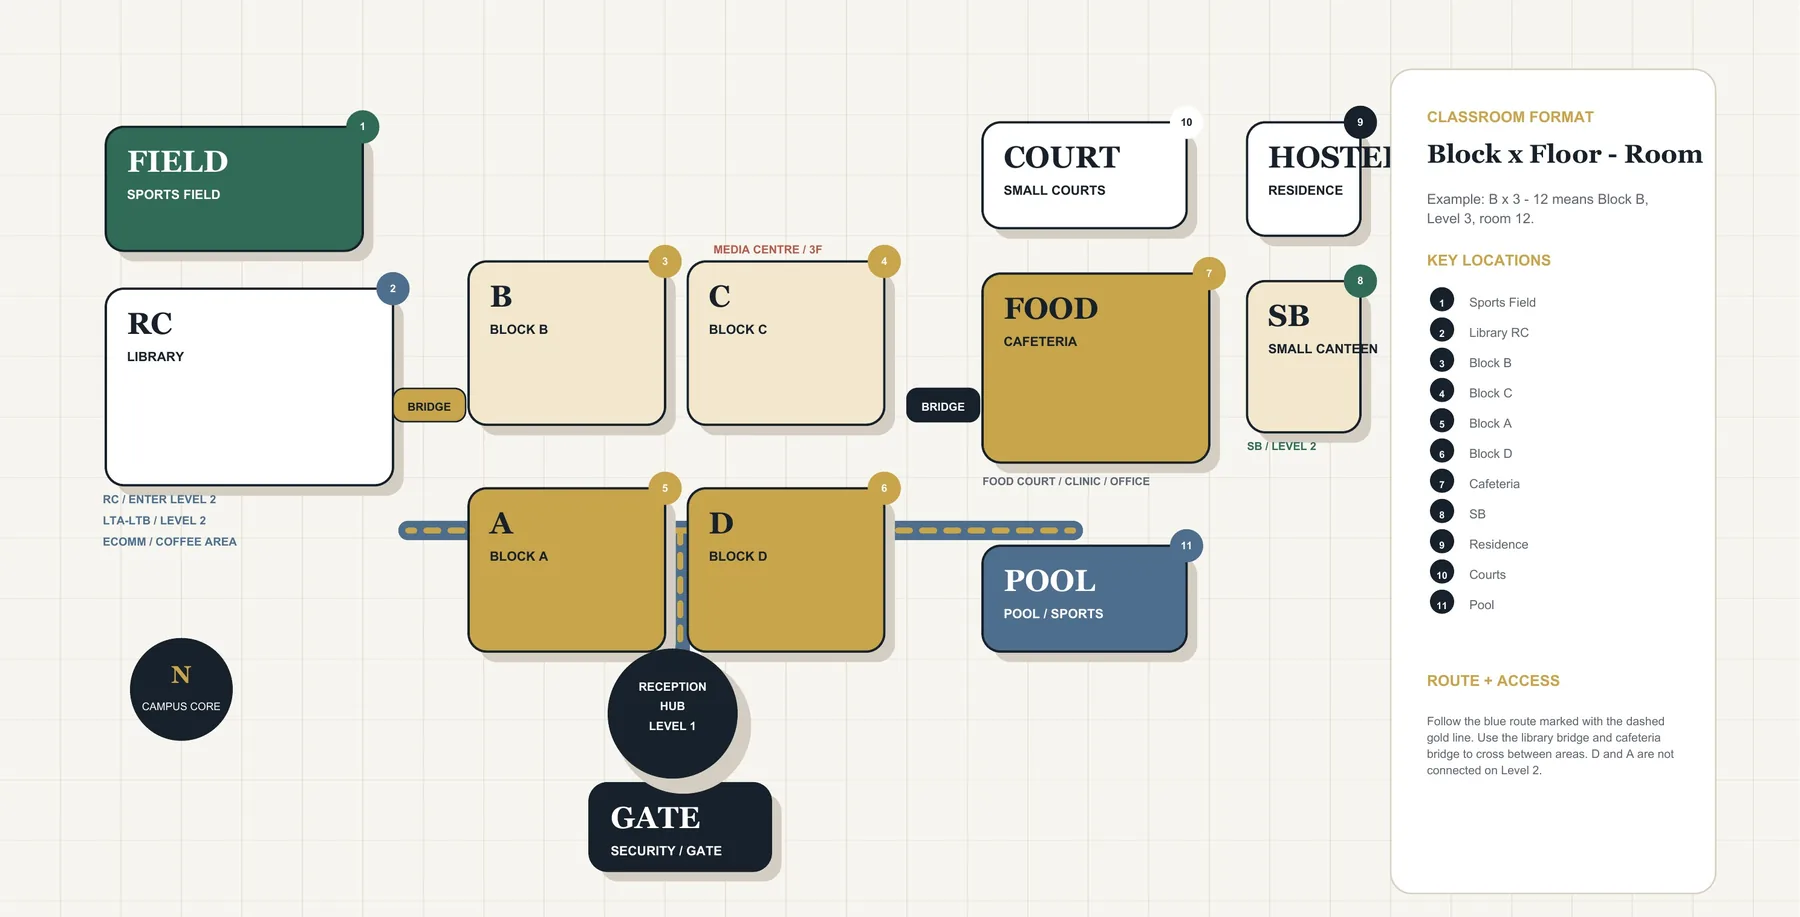 1
FIELD
SPORTS FIELD
2
RC
LIBRARY
RC / ENTER LEVEL 2
LTA-LTB / LEVEL 2
ECOMM / COFFEE AREA
BRIDGE
3
B
BLOCK B
MEDIA CENTRE / 3F
4
C
BLOCK C
5
A
BLOCK A
6
D
BLOCK D
BRIDGE
10
COURT
SMALL COURTS
9
HOSTEL
RESIDENCE
7
FOOD
CAFETERIA
FOOD COURT / CLINIC / OFFICE
8
SB
SMALL CANTEEN
SB / LEVEL 2
11
POOL
POOL / SPORTS
N
CAMPUS CORE
RECEPTION
HUB
LEVEL 1
GATE
SECURITY / GATE
CLASSROOM FORMAT
Block x Floor - Room
Example: B x 3 - 12 means Block B,
Level 3, room 12.
KEY LOCATIONS
1 Sports Field
2 Library RC
3 Block B
4 Block C
5 Block A
6 Block D
7 Cafeteria
8 SB
9 Residence
10 Courts
11 Pool
ROUTE + ACCESS
Follow the blue route marked with the dashed
gold line. Use the library bridge and cafeteria
bridge to cross between areas. D and A are not
connected on Level 2.